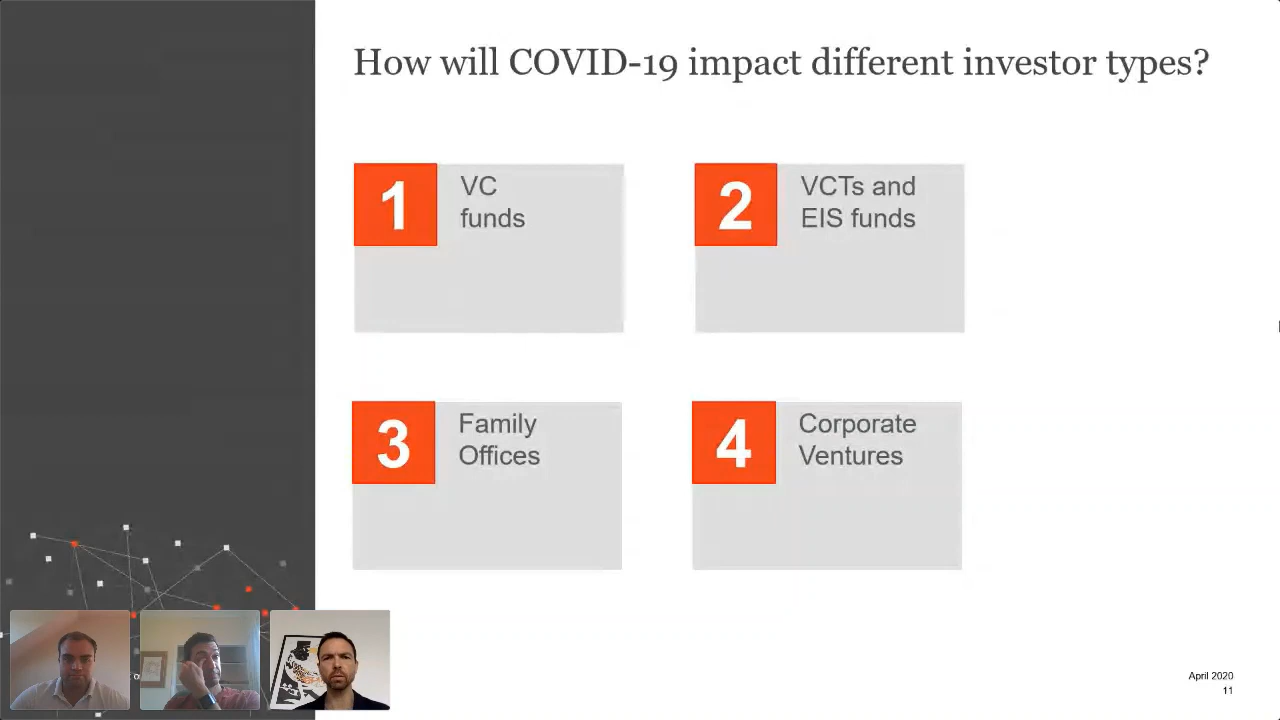 How will COVID-19 impact different investor types?
1
VC
funds
2
VCTs and
EIS funds
3
Family
Offices
4
Corporate
Ventures
April 2020
11